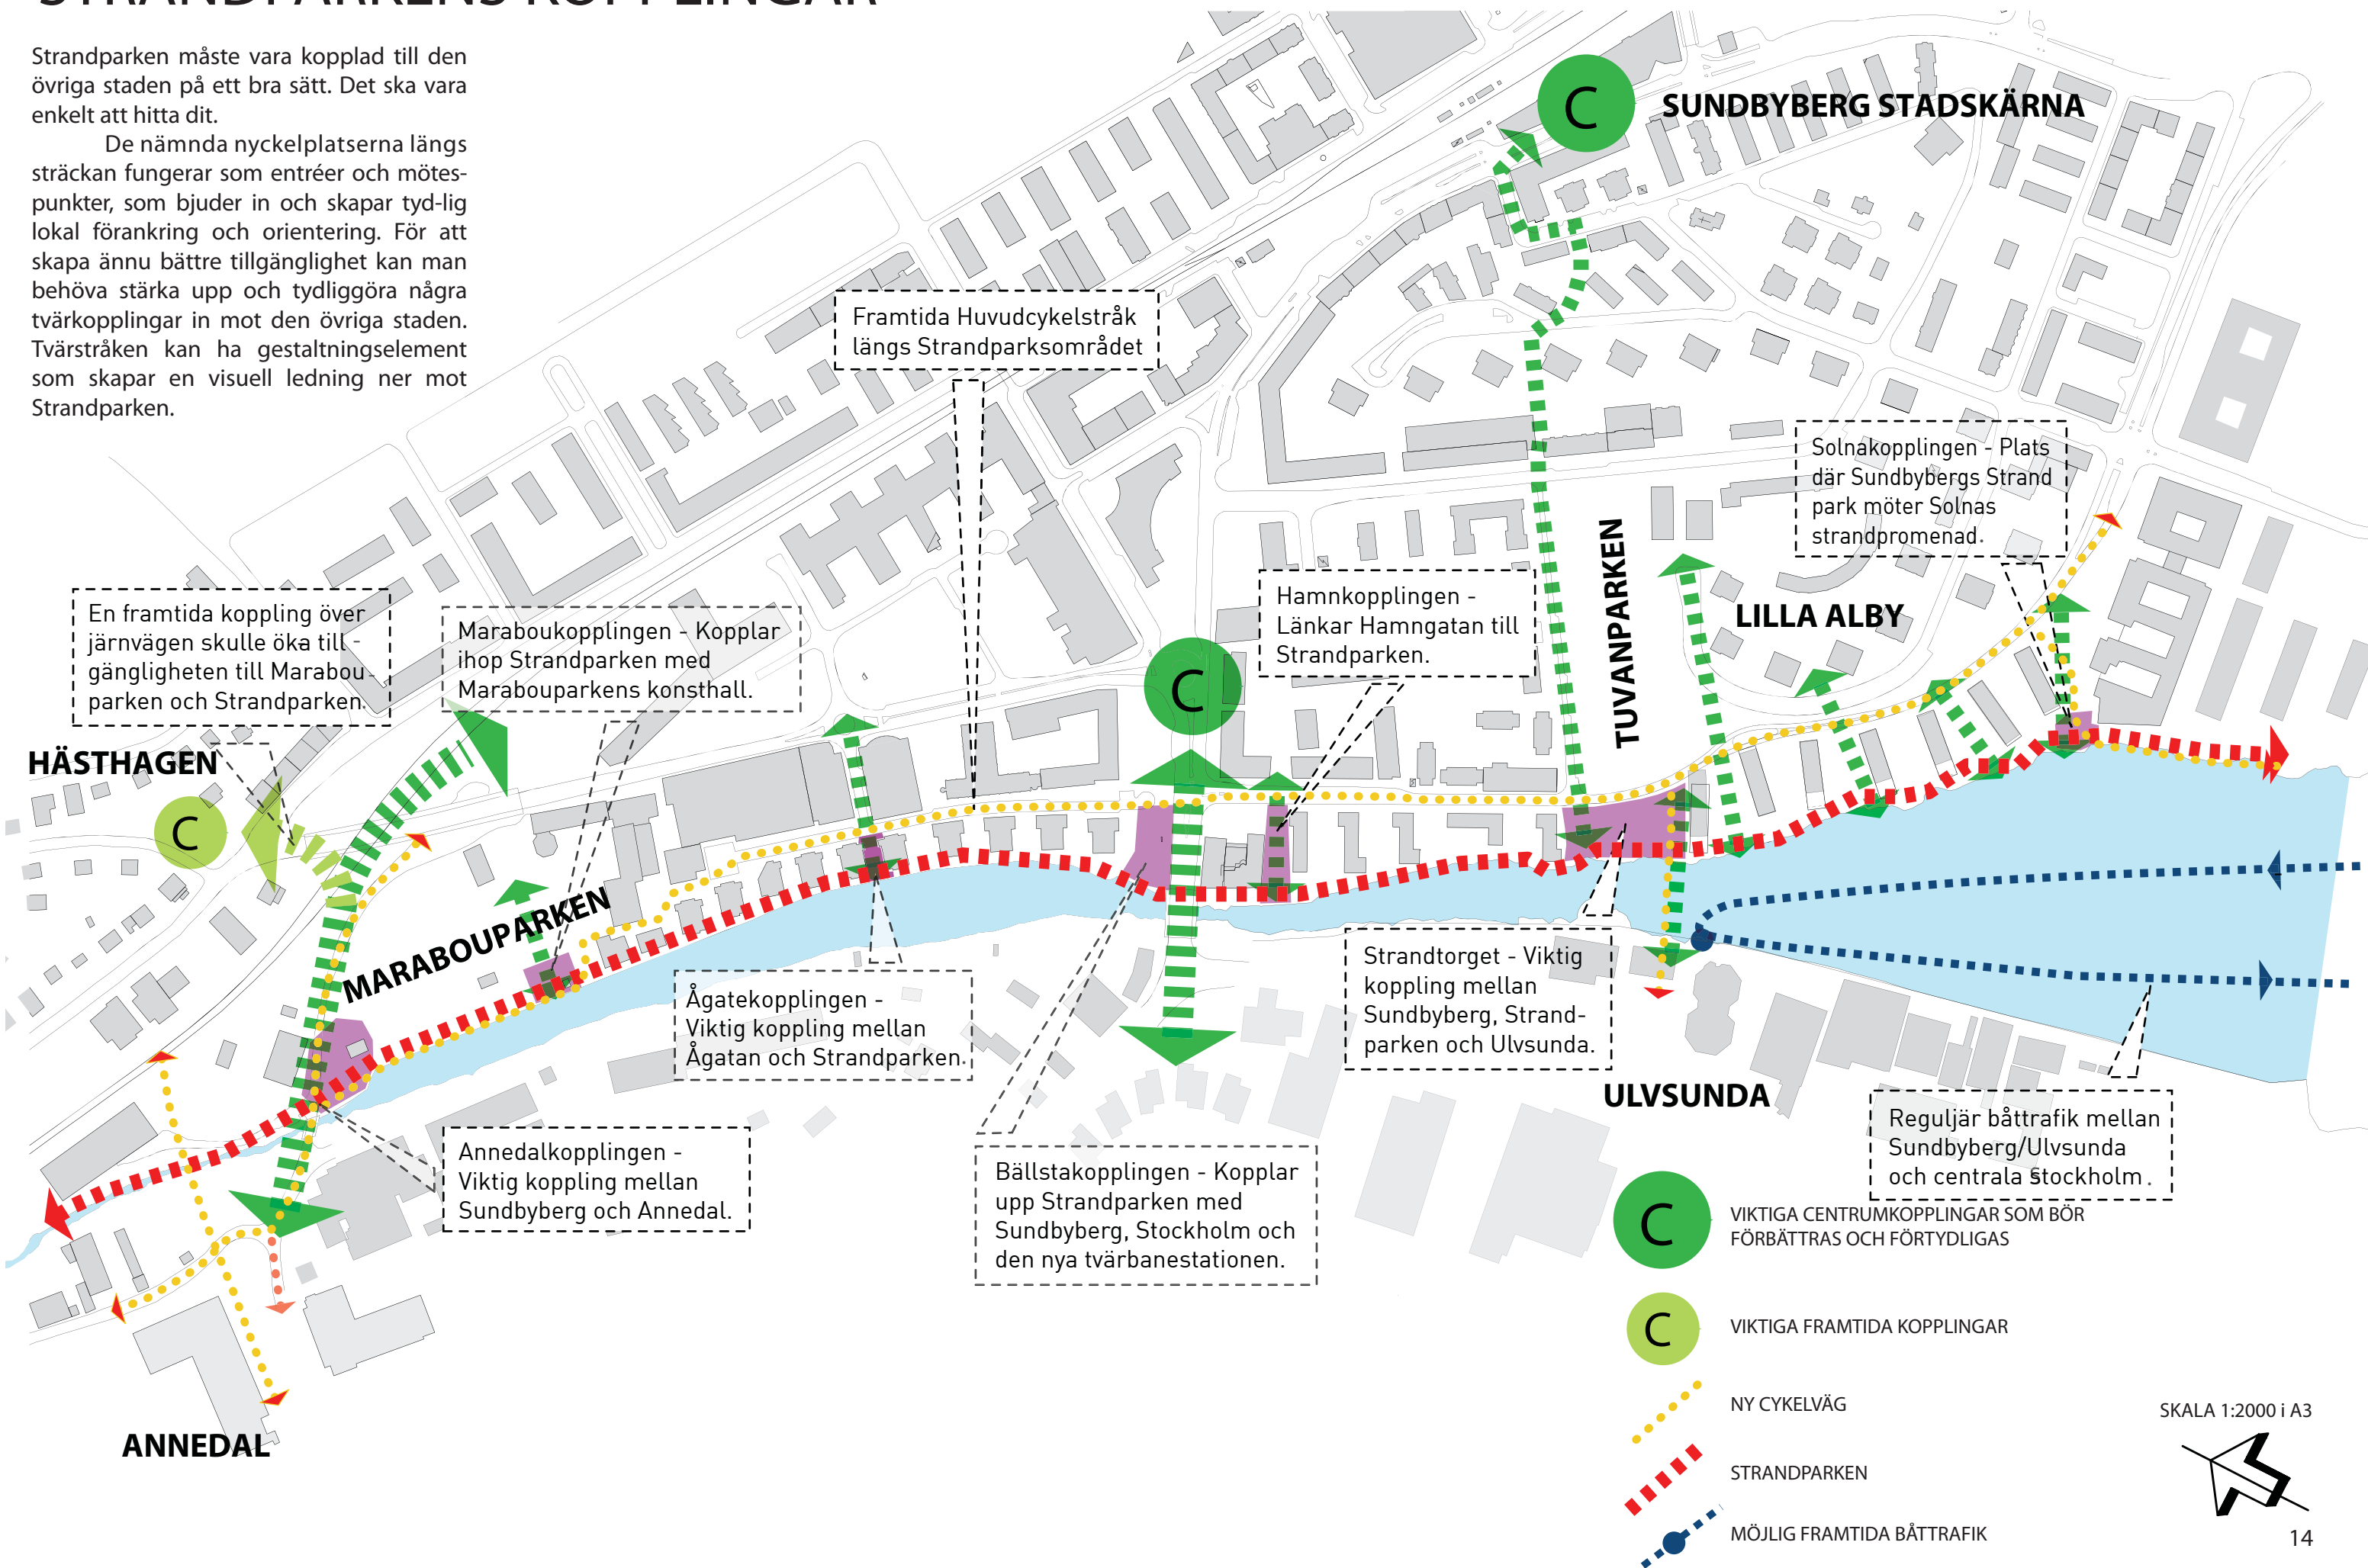 STRANDPARKENS KOPPLINGAR
Strandparken måste vara kopplad till den
övriga staden på ett bra sätt. Det ska vara
enkelt att hitta dit.
De nämnda nyckelplatserna längs
sträckan fungerar som entréer och mötes-
punkter, som bjuder in och skapar tyd-lig
lokal förankring och orientering. För att
skapa ännu bättre tillgänglighet kan man
behöva stärka upp och tydliggöra några
tvärkopplingar in mot den övriga staden.
Tvärstråken kan ha gestaltningselement
som skapar en visuell ledning ner mot
Strandparken.
C
SUNDBYBERG STADSKÄRNA
Framtida Huvudcykelstråk
längs Strandparksområdet
Solnakopplingen - Plats
där Sundbybergs Strand
park möter Solnas
strandpromenad.
En framtida koppling över
järnvägen skulle öka till-
gängligheten till Marabou-
parken och Strandparken.
Maraboukopplingen - Kopplar
ihop Strandparken med
Marabouparkens konsthall.
Hamnkopplingen -
Länkar Hamngatan till
Strandparken.
TUVANPARKEN
LILLA ALBY
C
HÄSTHAGEN
C
MARABOUPARKEN
Ågatekopplingen -
Viktig koppling mellan
Ågatan och Strandparken.
Strandtorget - Viktig
koppling mellan
Sundbyberg, Strand-
parken och Ulvsunda.
ULVSUNDA
Annedalkopplingen -
Viktig koppling mellan
Sundbyberg och Annedal.
Bällstakopplingen - Kopplar
upp Strandparken med
Sundbyberg, Stockholm och
den nya tvärbanestationen.
Reguljär båttrafik mellan
Sundbyberg/Ulvsunda
och centrala stockholm.
ANNEDAL
C
VIKTIGA CENTRUMKOPPLINGAR SOM BÖR
FÖRBÄTTRAS OCH FÖRTYDLIGAS
C
VIKTIGA FRAMTIDA KOPPLINGAR
NY CYKELVÄG
STRANDPARKEN
MÖJLIG FRAMTIDA BÅTTRAFIK
SKALA 1:2000 i A3
14